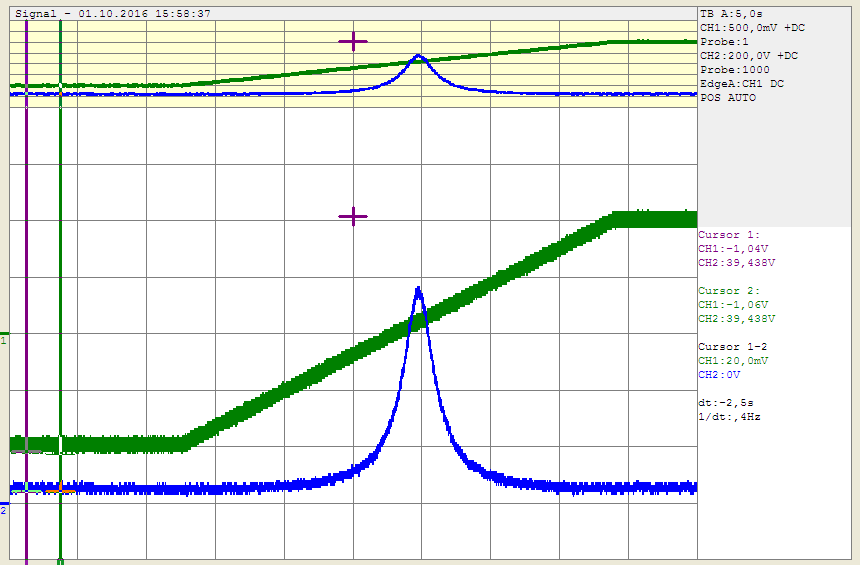 Signal - 01.10.2016 15:58:37
TB A:5,0s
CH1:500,0mV +DC
Probe:1
CH2:200,0V +DC
Probe:1000
EdgeA:CH1 DC
POS AUTO
Cursor 1:
CH1:-1,04V
CH2:39,438V
Cursor 2:
CH1:-1,06V
CH2:39,438V
Cursor 1-2
CH1:20,0mV
CH2:0V
dt:-2,5s
1/dt:,4Hz
1
2